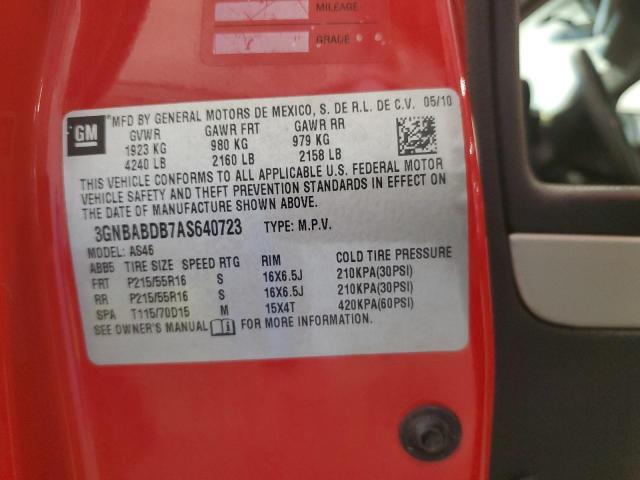 MILEAGE
GRADE
GM
*MFD BY GENERAL MOTORS DE MEXICO, S. DE R.L. DE C.V. 05/10
GVWR GAWR FRT GAWR RR
1923 KG 980 KG 979 KG
4240 LB 2160 LB 2158 LB
THIS VEHICLE CONFORMS TO ALL APPLICABLE U.S. FEDERAL MOTOR
VEHICLE SAFETY AND THEFT PREVENTION STANDARDS IN EFFECT ON
THE DATE OF MANUFACTURE SHOWN ABOVE.
3GNBABDB7AS640723 TYPE: M.P.V.
MODEL: AS46
ABB5 TIRE SIZE SPEED RTG RIM COLD TIRE PRESSURE
FRT P215/55R16 S 16X6.5J 210KPA(30PSI)
RR P215/55R16 S 16X6.5J 210KPA(30PSI)
SPA T115/70D15 M 15X4T 420KPA(60PSI)
SEE OWNER'S MANUAL FOR MORE INFORMATION.